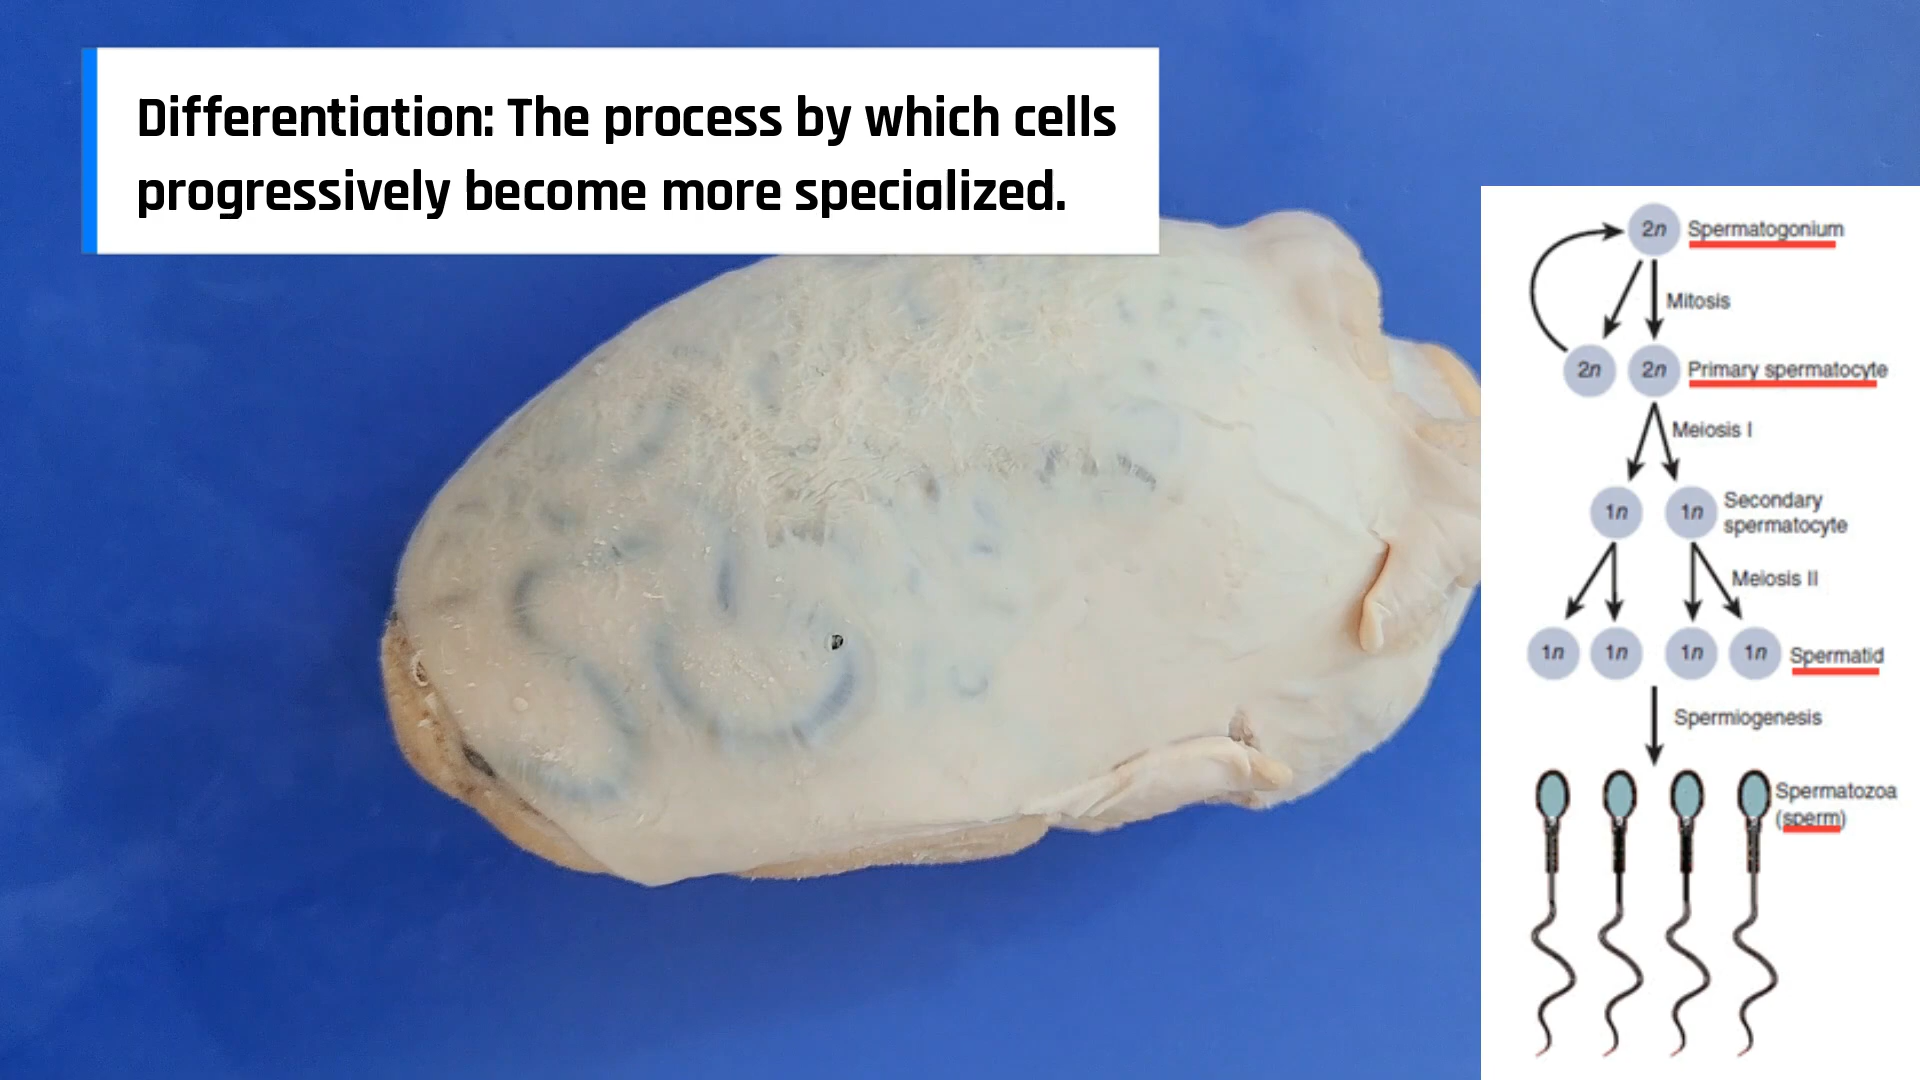 Differentiation: The process by which cells
progressively become more specialized.
2n Spermatogonium
Mitosis
2n 2n Primary spermatocyte
Meiosis I
1n 1n Secondary
spermatocyte
Meiosis II
1n 1n 1n 1n Spermatid
Spermiogenesis
Spermatozoa
(sperm)